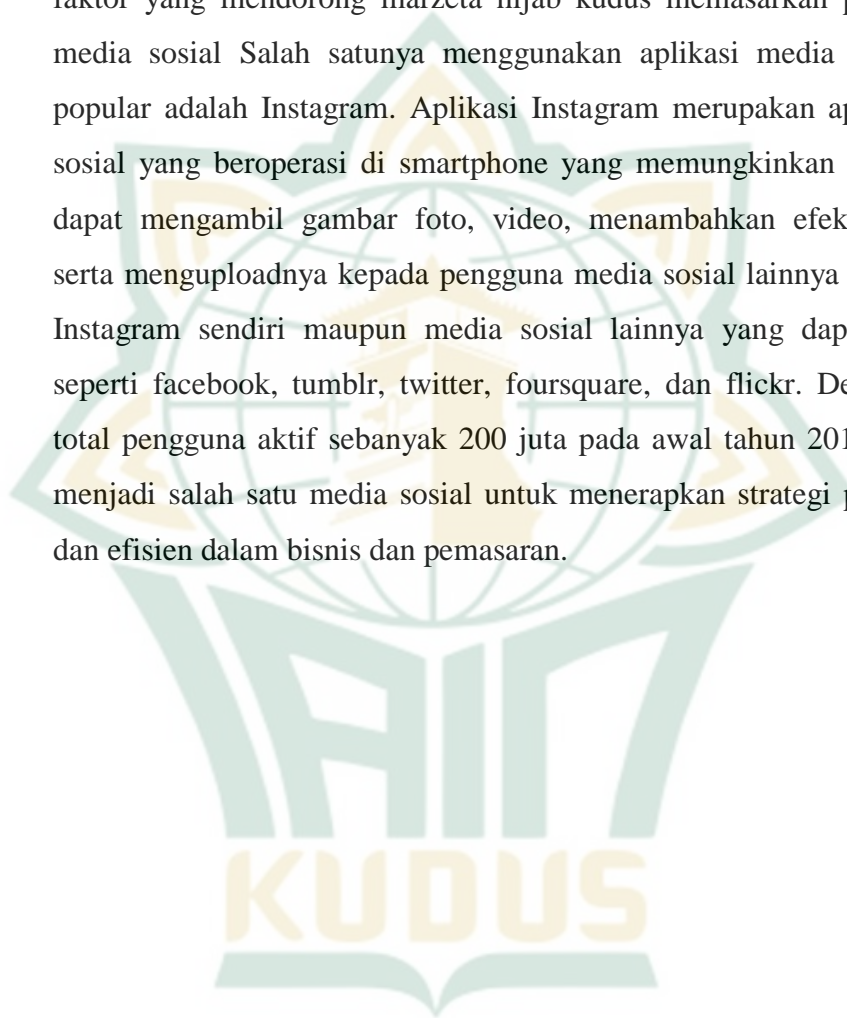 faktor yang mendorong marzeta hijab kudus memasarkan
media sosial Salah satunya menggunakan aplikasi media
popular adalah Instagram. Aplikasi Instagram merupakan
sosial yang beroperasi di smartphone yang memungkinkan
dapat mengambil gambar foto, video, menambahkan efek
serta menguploadnya kepada pengguna media sosial lainnya
Instagram sendiri maupun media sosial lainnya yang
seperti facebook, tumblr, twitter, foursquare, dan flickr.
total pengguna aktif sebanyak 200 juta pada awal tahun
menjadi salah satu media sosial untuk menerapkan strategi
dan efisien dalam bisnis dan pemasaran.
IAIN
KUDUS